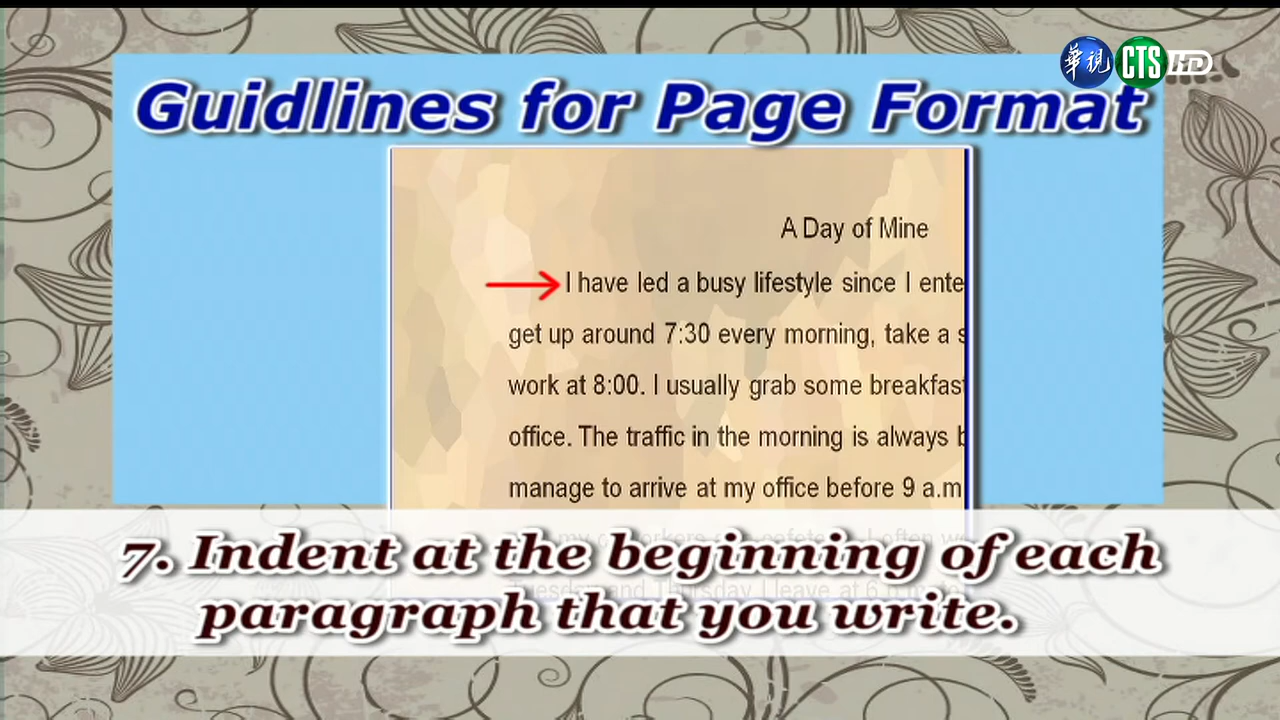 華視 CTS HD
Guidlines for Page Format
A Day of Mine
I have led a busy lifestyle since I ente
get up around 7:30 every morning, take a s
work at 8:00. I usually grab some breakfast
office. The traffic in the morning is always b
manage to arrive at my office before 9 a.m
7. Indent at the beginning of each
paragraph that you write.